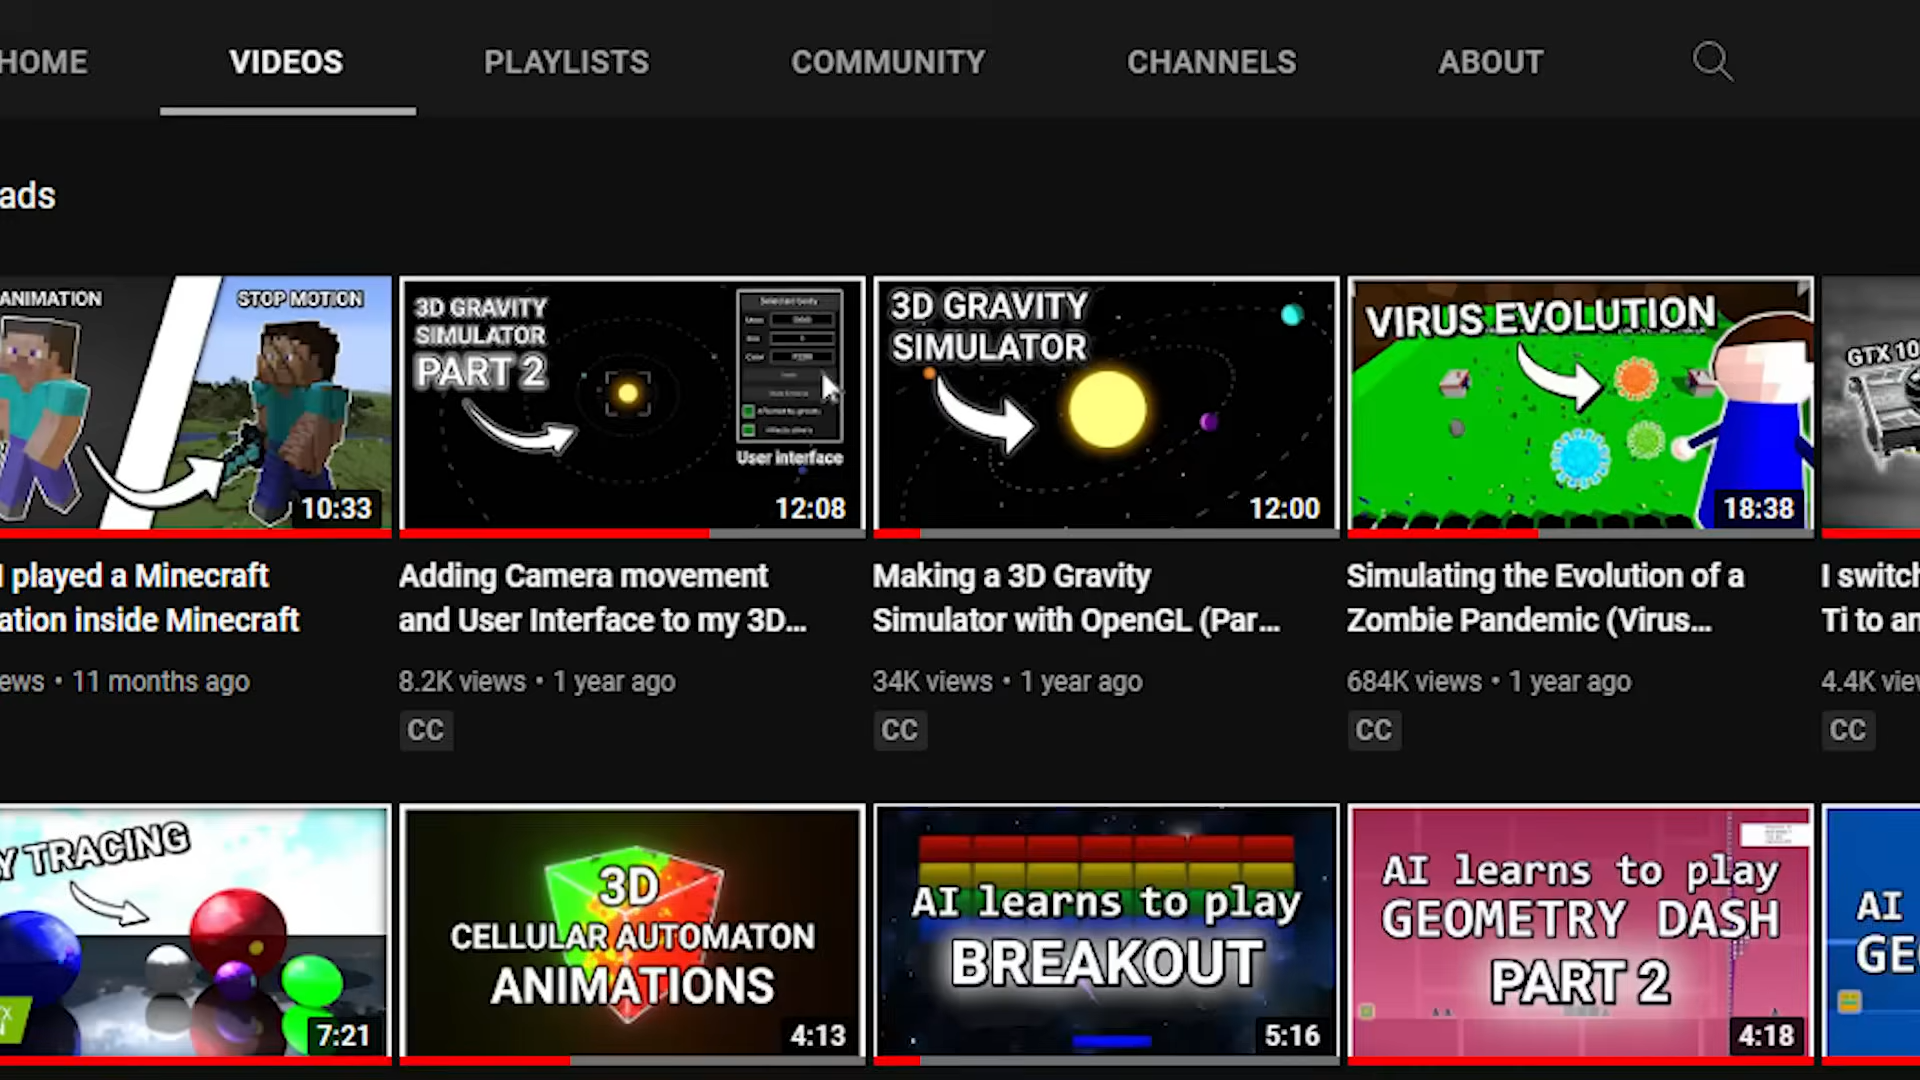 HOME VIDEOS PLAYLISTS COMMUNITY CHANNELS ABOUT
ads
ANIMATION
STOP MOTION
10:33
3D GRAVITY
SIMULATOR
PART 2
Selected body
User interface
12:08
3D GRAVITY
SIMULATOR
12:00
VIRUS EVOLUTION
18:38
GTX 10
I played a Minecraft
ation inside Minecraft
ews • 11 months ago
Adding Camera movement
and User Interface to my 3D...
8.2K views • 1 year ago
CC
Making a 3D Gravity
Simulator with OpenGL (Par...
34K views • 1 year ago
CC
Simulating the Evolution of a
Zombie Pandemic (Virus...
684K views • 1 year ago
CC
I switch
Ti to an
4.4K view
CC
Y TRACING
7:21
3D
CELLULAR AUTOMATON
ANIMATIONS
4:13
AI learns to play
BREAKOUT
5:16
AI learns to play
GEOMETRY DASH
PART 2
4:18
AI
GE